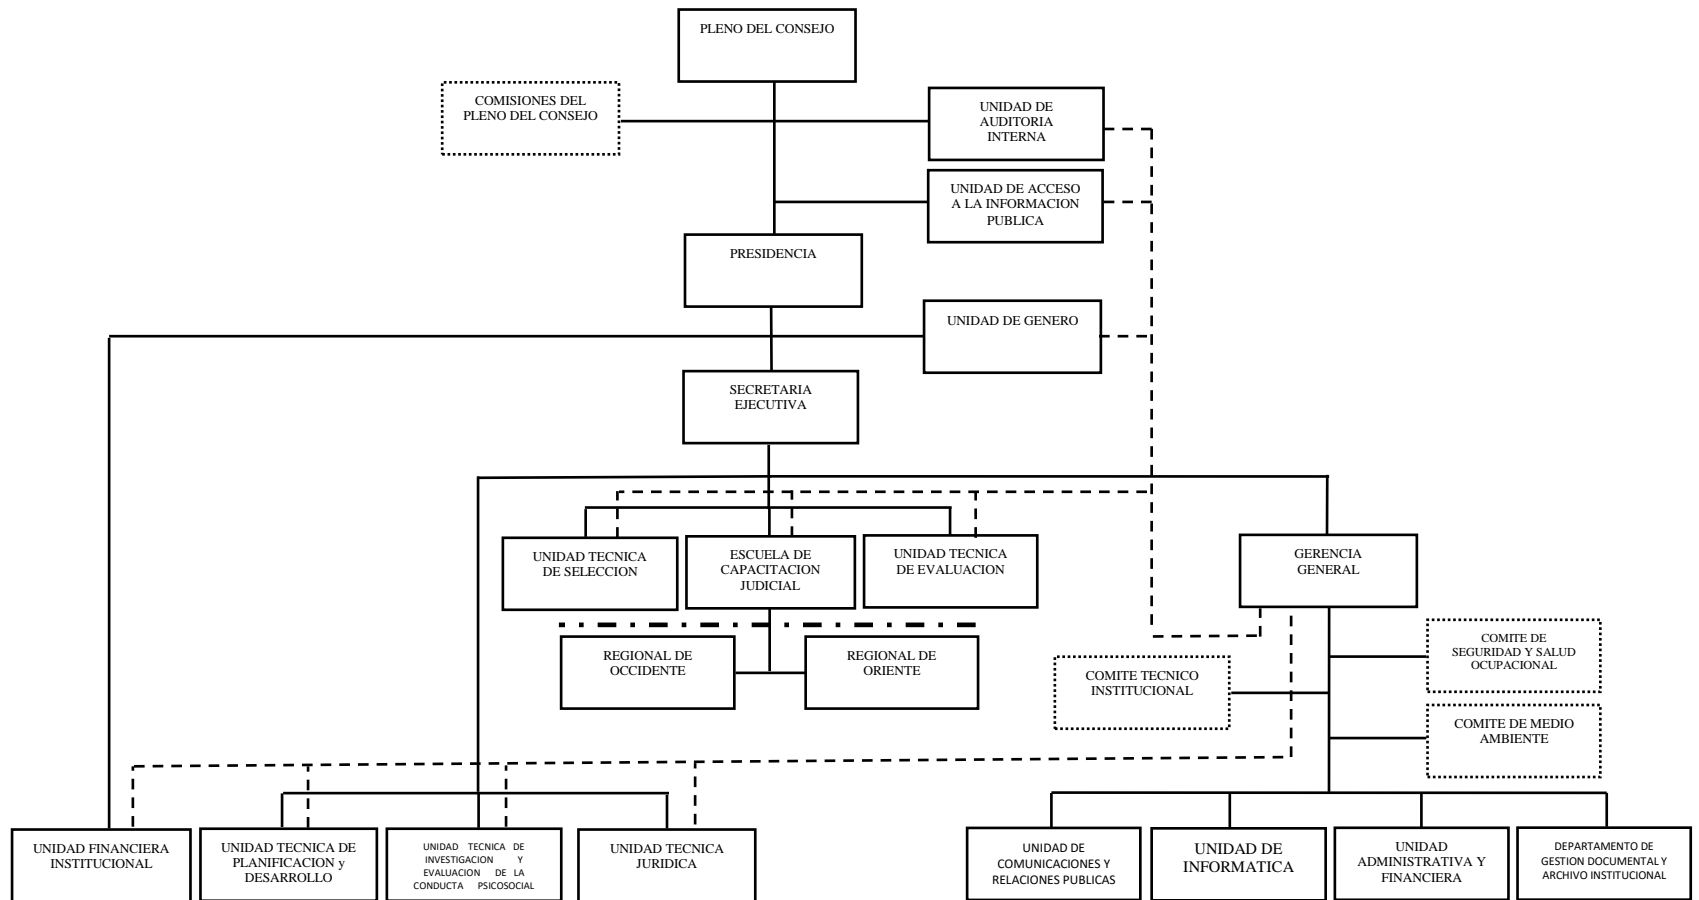 PLENO DEL CONSEJO
COMISIONES DEL
PLENO DEL CONSEJO
UNIDAD DE
AUDITORIA
INTERNA
UNIDAD DE ACCESO
A LA INFORMACION
PUBLICA
PRESIDENCIA
UNIDAD DE GENERO
SECRETARIA
EJECUTIVA
UNIDAD TECNICA
DE SELECCION
ESCUELA DE
CAPACITACION
JUDICIAL
UNIDAD TECNICA
DE EVALUACION
GERENCIA
GENERAL
REGIONAL DE
OCCIDENTE
REGIONAL DE
ORIENTE
COMITE TECNICO
INSTITUCIONAL
COMITE DE
SEGURIDAD Y SALUD
OCUPACIONAL
COMITE DE MEDIO
AMBIENTE
UNIDAD FINANCIERA
INSTITUCIONAL
UNIDAD TECNICA DE
PLANIFICACION y
DESARROLLO
UNIDAD TECNICA DE
INVESTIGACION Y
EVALUACION DE LA
CONDUCTA PSICOSOCIAL
UNIDAD TECNICA
JURIDICA
UNIDAD DE
COMUNICACIONES Y
RELACIONES PUBLICAS
UNIDAD DE
INFORMATICA
UNIDAD
ADMINISTRATIVA Y
FINANCIERA
DEPARTAMENTO DE
GESTION DOCUMENTAL Y
ARCHIVO INSTITUCIONAL